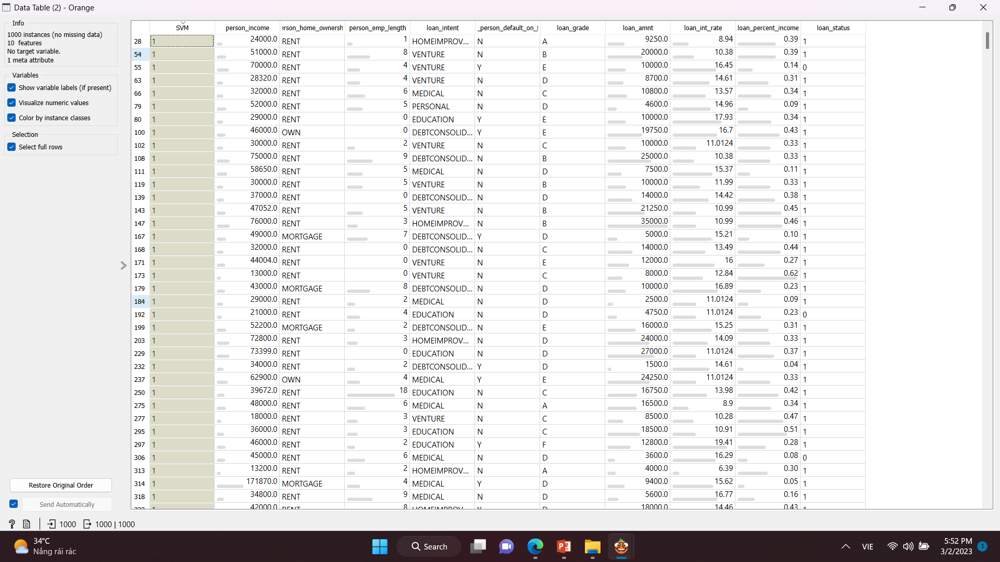 Data Table (2) - Orange
Info
1000 instances (no missing data)
10 features
No target variable.
1 meta attribute
Variables
Show variable labels (if present)
Visualize numeric values
Color by instance classes
Selection
Select full rows
Restore Original Order
Send Automatically
SVM person_income erson_home_ownersh person_emp_length loan_intent _person_default_on_f loan_grade loan_amnt loan_int_rate loan_percent_income loan_status
28 1 24000.0 RENT 1 HOMEIMPROV... N A 9250.0 8.94 0.39 1
54 1 51000.0 RENT 8 VENTURE N B 20000.0 10.38 0.39 1
55 1 70000.0 RENT 4 VENTURE Y E 10000.0 16.45 0.14 0
63 1 28320.0 RENT 4 VENTURE N D 8700.0 14.61 0.31 1
66 1 32000.0 RENT 6 MEDICAL N C 10800.0 13.57 0.34 1
79 1 52000.0 RENT 5 PERSONAL N D 4600.0 14.96 0.09 1
80 1 29000.0 RENT 0 EDUCATION Y E 10000.0 17.93 0.34 1
100 1 46000.0 OWN 0 DEBTCONSOLID... Y E 19750.0 16.7 0.43 1
102 1 30000.0 RENT 2 VENTURE N C 10000.0 11.0124 0.33 1
108 1 75000.0 RENT 9 DEBTCONSOLID... N B 25000.0 10.38 0.33 1
111 1 58650.0 RENT 5 MEDICAL N D 7500.0 15.37 0.11 1
119 1 30000.0 RENT 5 VENTURE N B 10000.0 11.99 0.33 1
139 1 37000.0 RENT 0 DEBTCONSOLID... N D 14000.0 14.42 0.38 1
143 1 47052.0 RENT 5 VENTURE N B 21250.0 10.99 0.45 1
147 1 76000.0 RENT 3 HOMEIMPROV... N B 35000.0 10.99 0.46 1
167 1 49000.0 MORTGAGE 7 DEBTCONSOLID... Y D 5000.0 15.21 0.10 1
168 1 32000.0 RENT 0 DEBTCONSOLID... N C 14000.0 13.49 0.44 1
171 1 44004.0 RENT 0 VENTURE N E 12000.0 16 0.27 1
173 1 13000.0 RENT 0 VENTURE N C 8000.0 12.84 0.62 1
179 1 43000.0 MORTGAGE 8 DEBTCONSOLID... N D 10000.0 16.89 0.23 1
184 1 29000.0 RENT 2 MEDICAL N D 2500.0 11.0124 0.09 1
192 1 21000.0 RENT 4 EDUCATION N D 4750.0 11.0124 0.23 0
199 1 52200.0 MORTGAGE 2 DEBTCONSOLID... N E 16000.0 15.25 0.31 1
203 1 72800.0 RENT 3 HOMEIMPROV... N D 24000.0 14.09 0.33 1
229 1 73399.0 RENT 0 EDUCATION N D 27000.0 11.0124 0.37 1
232 1 34000.0 RENT 2 DEBTCONSOLID... Y D 1500.0 14.61 0.04 1
237 1 62900.0 OWN 4 MEDICAL Y E 24250.0 11.0124 0.33 1
250 1 39672.0 RENT 18 EDUCATION N C 16750.0 13.98 0.42 1
275 1 48000.0 RENT 6 MEDICAL N A 16500.0 8.9 0.34 1
277 1 18000.0 RENT 3 VENTURE N C 8500.0 10.28 0.47 1
295 1 36000.0 RENT 3 EDUCATION N C 18500.0 10.91 0.51 1
297 1 46000.0 RENT 2 EDUCATION Y F 12800.0 19.41 0.28 1
306 1 45000.0 RENT 6 MEDICAL N D 3600.0 16.29 0.08 0
313 1 13200.0 RENT 2 HOMEIMPROV... N A 4000.0 6.39 0.30 1
314 1 171870.0 MORTGAGE 4 MEDICAL Y D 9400.0 15.62 0.05 1
318 1 34800.0 RENT 9 MEDICAL N D 5600.0 16.77 0.16 1
1 42000.0 RENT 8 HOMEIMPROV... Y D 18000.0 14.46 0.43 1
? 1000 1000 | 1000
34°C
Nắng rải rác
Search
VIE
5:52 PM
3/2/2023
1